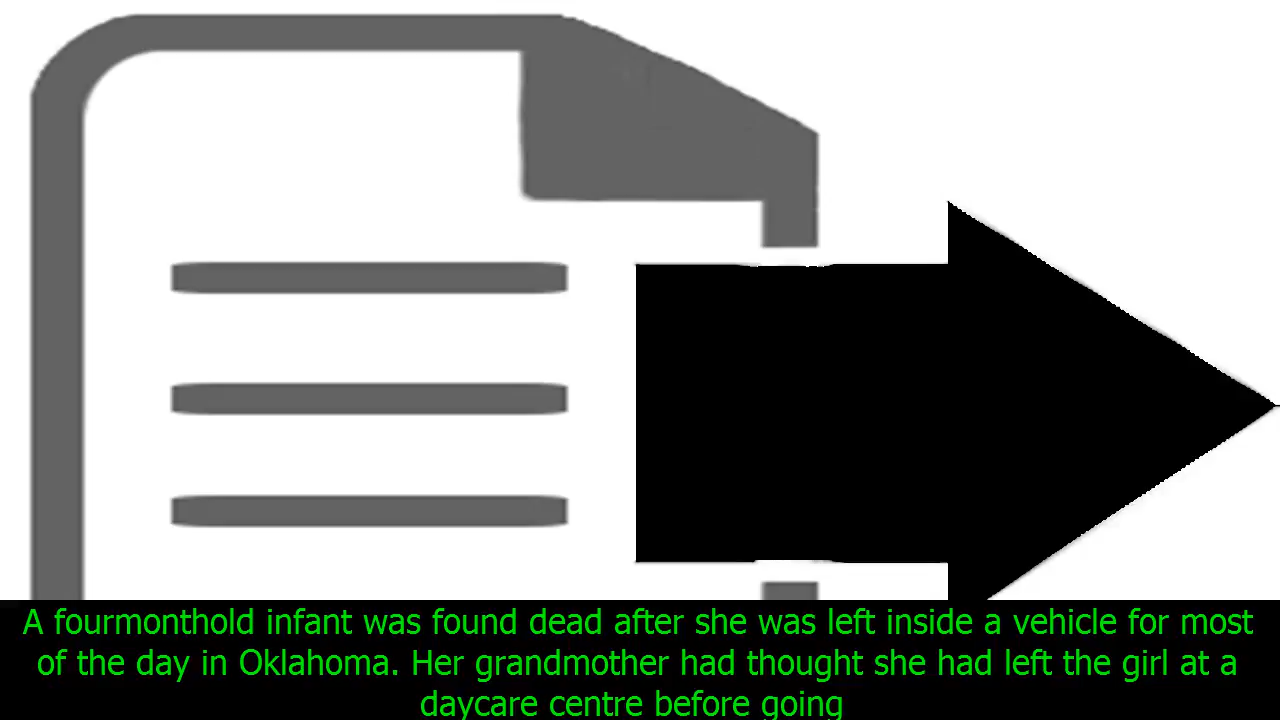 A fourmonthold infant was found dead after she was left inside a vehicle for most
of the day in Oklahoma. Her grandmother had thought she had left the girl at a
daycare centre before going